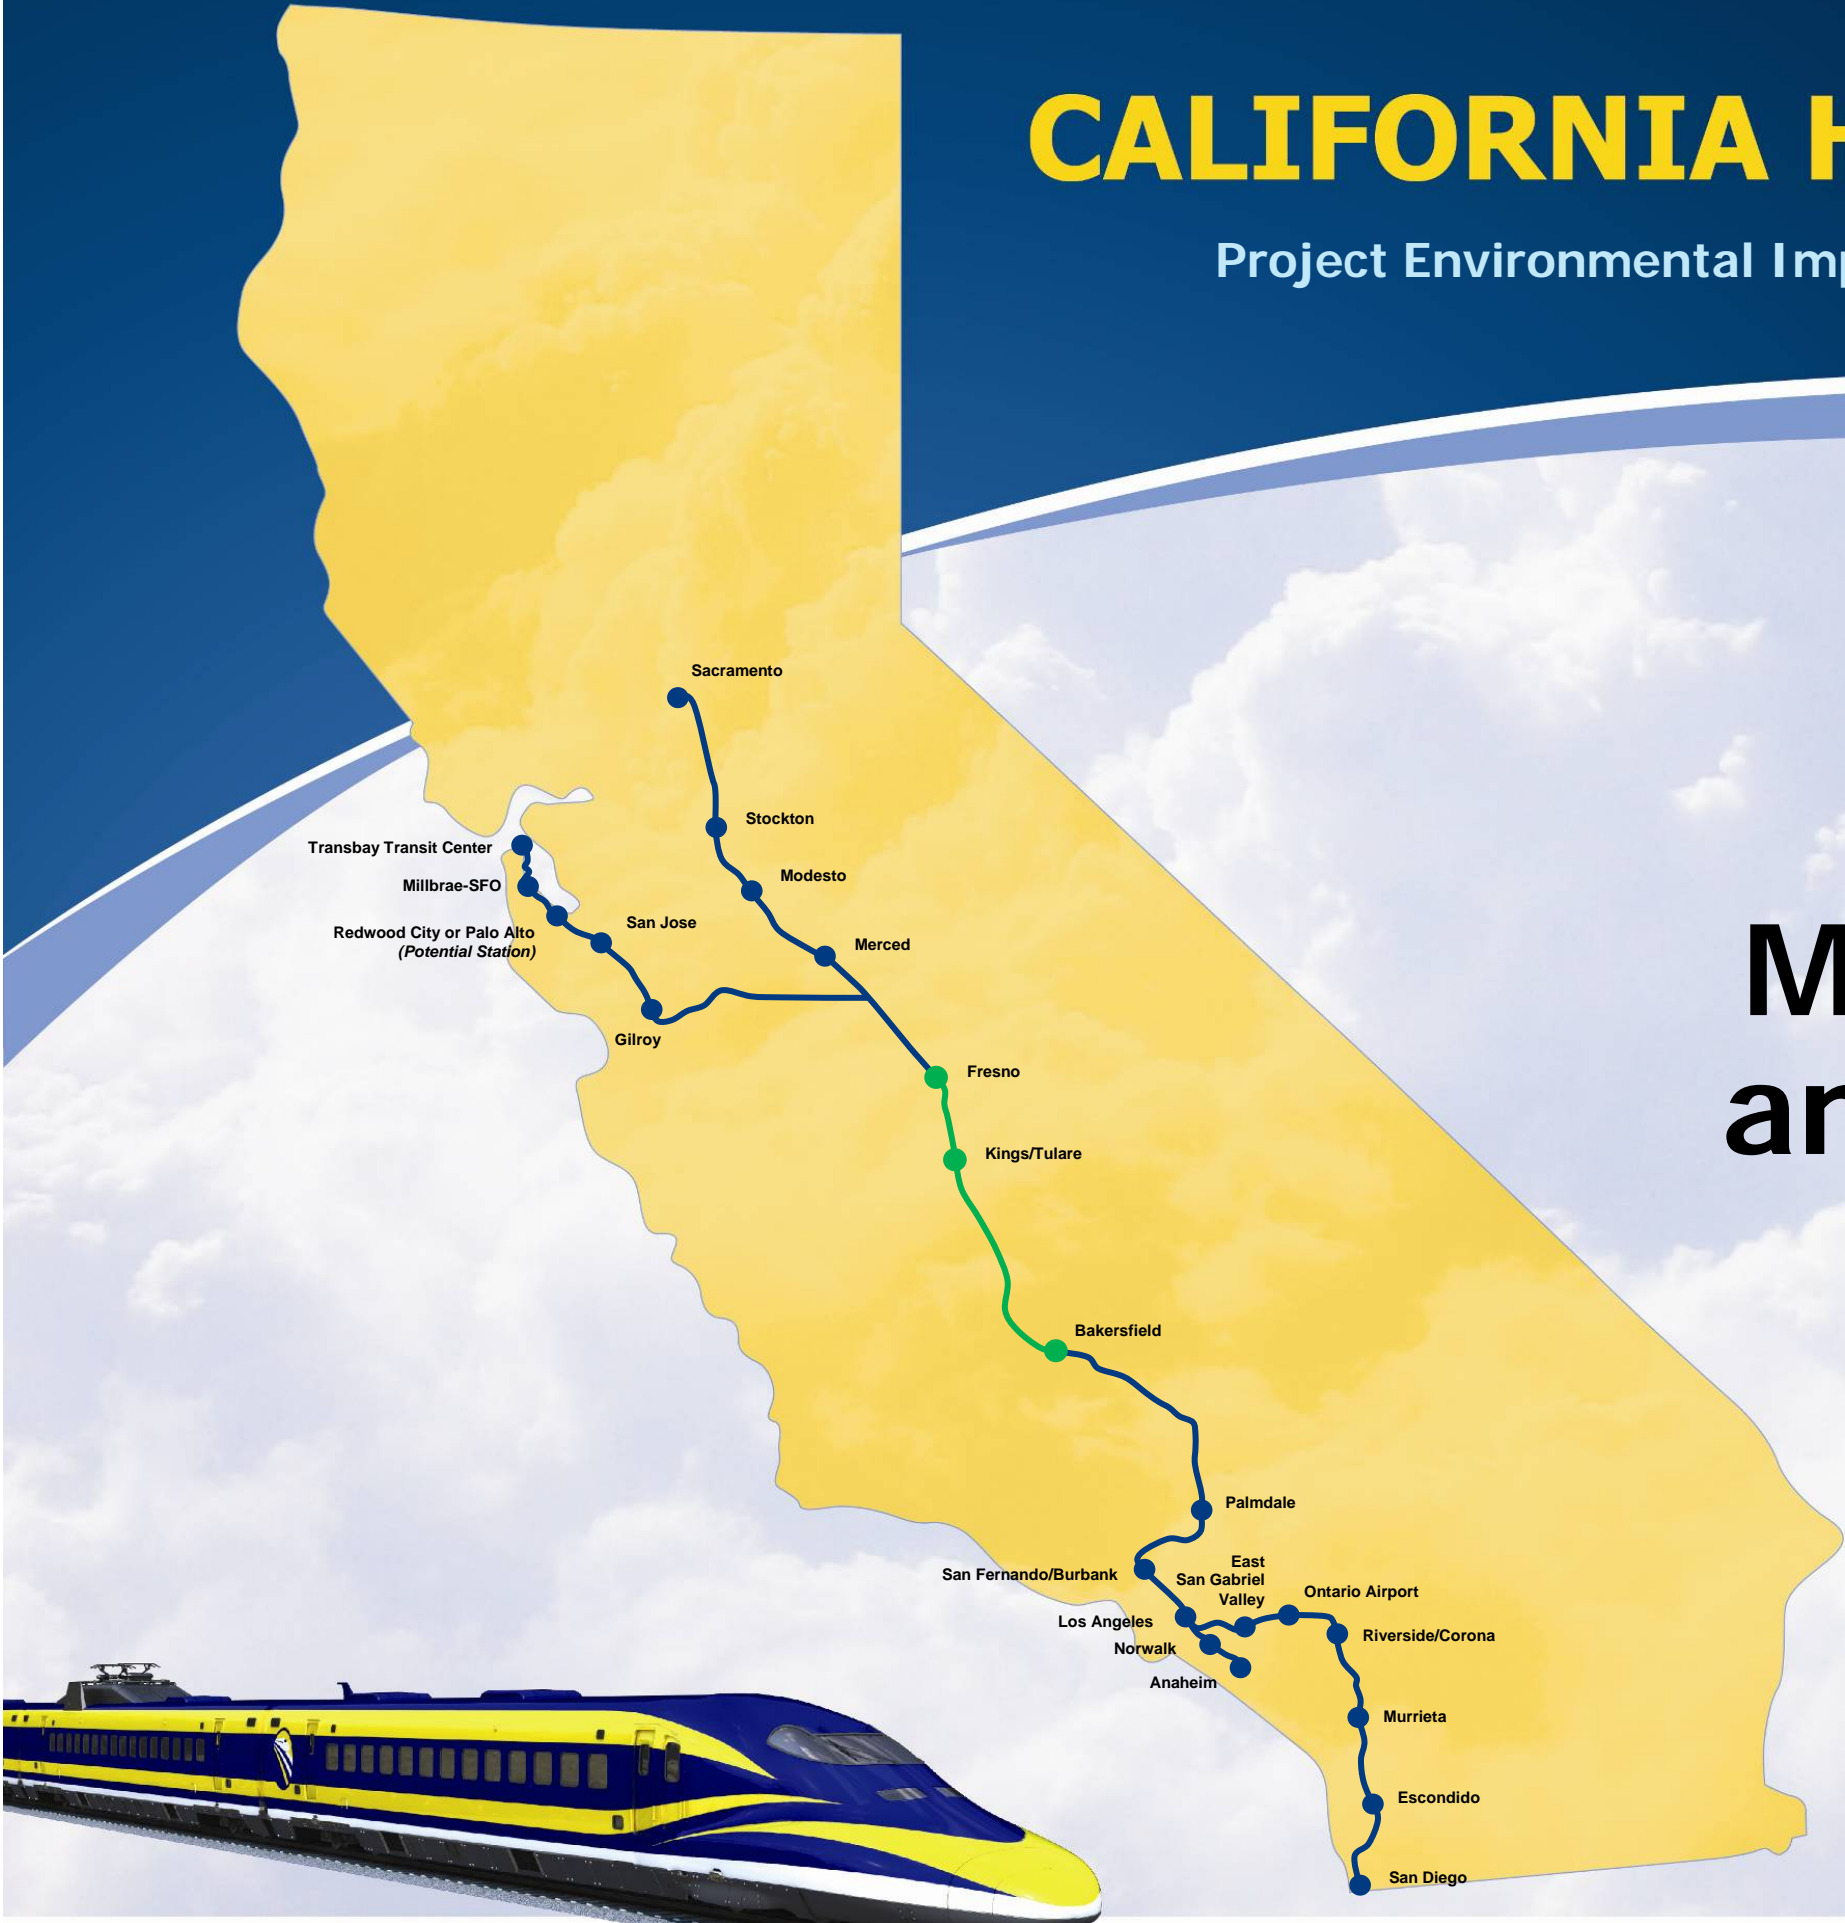 CALIFORNIA H
Project Environmental Imp
M
an
Sacramento
Stockton
Transbay Transit Center
Modesto
Millbrae-SFO
San Jose
Redwood City or Palo Alto
(Potential Station)
Merced
Gilroy
Fresno
Kings/Tulare
Bakersfield
Palmdale
San Fernando/Burbank
East
San Gabriel
Valley
Ontario Airport
Los Angeles
Riverside/Corona
Norwalk
Anaheim
Murrieta
Escondido
San Diego